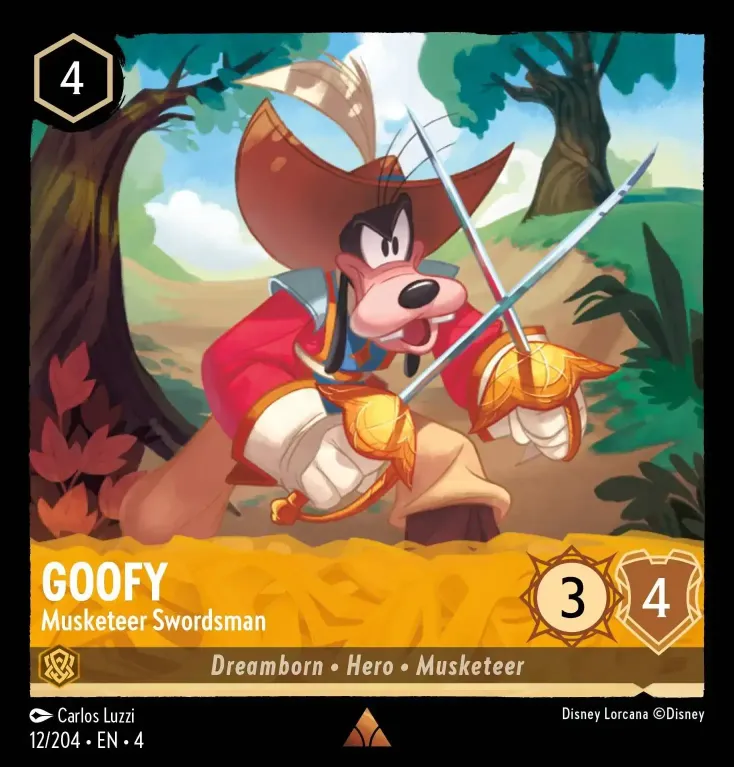 4
GOOFY
Musketeer Swordsman
3
4
Dreamborn • Hero • Musketeer
Carlos Luzzi
Disney Lorcana ©Disney
12/204 • EN • 4